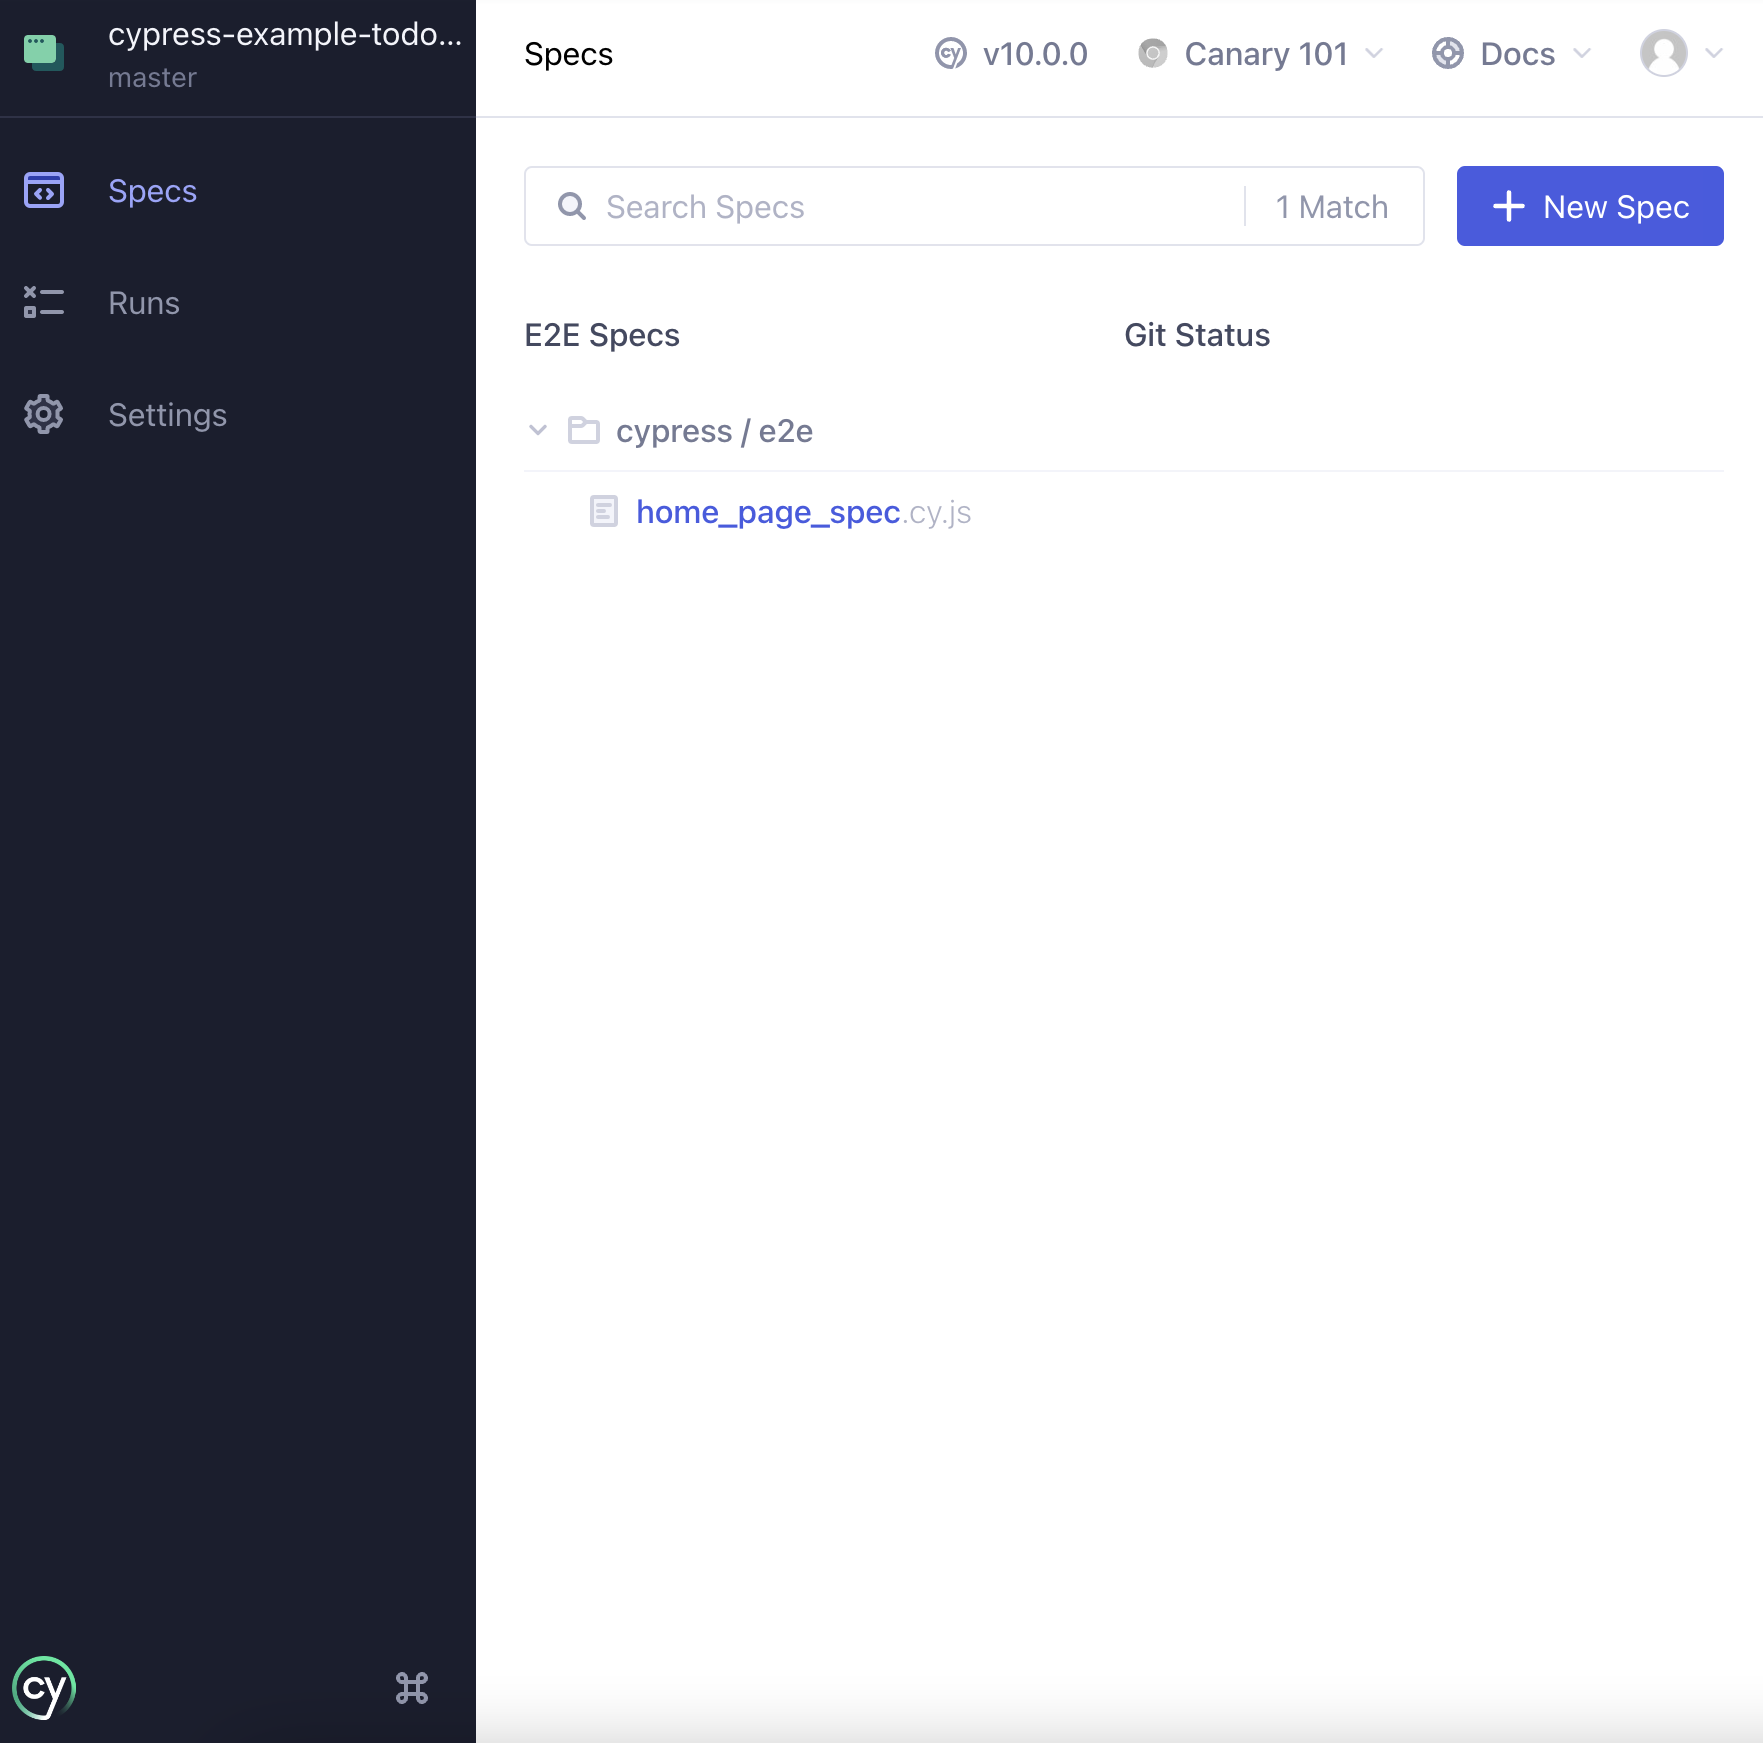 cypress-example-todo...
master
Specs
v10.0.0
Canary 101
Docs
Specs
Runs
Settings
Search Specs
1 Match
New Spec
E2E Specs
Git Status
cypress / e2e
home_page_spec.cy.js
cy